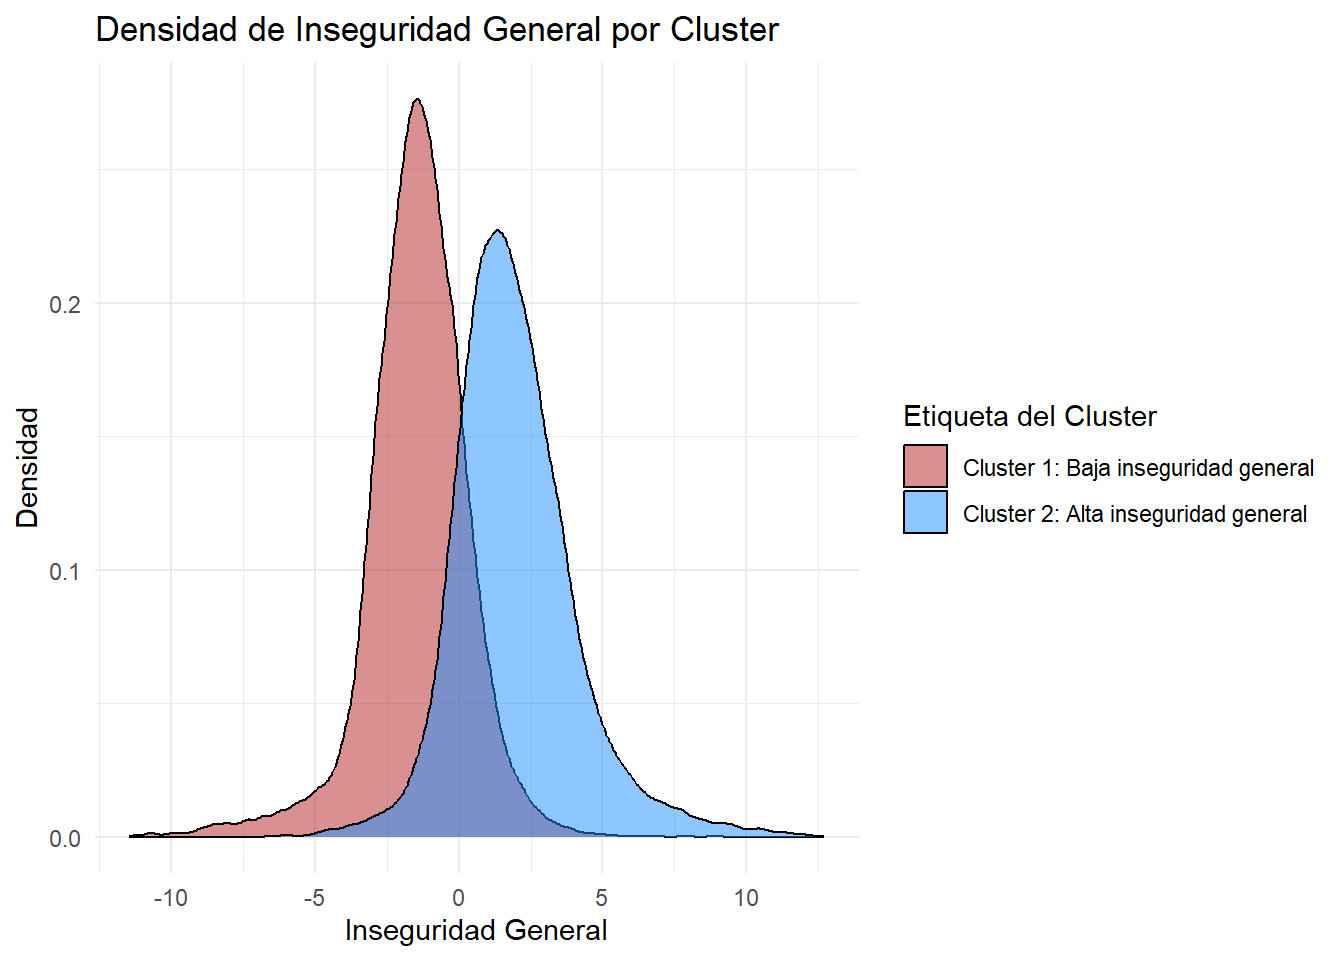 Densidad de Inseguridad General por Cluster
Densidad
0.2
0.1
0.0
-10
-5
0
5
10
Inseguridad General
Etiqueta del Cluster
Cluster 1: Baja inseguridad general
Cluster 2: Alta inseguridad general